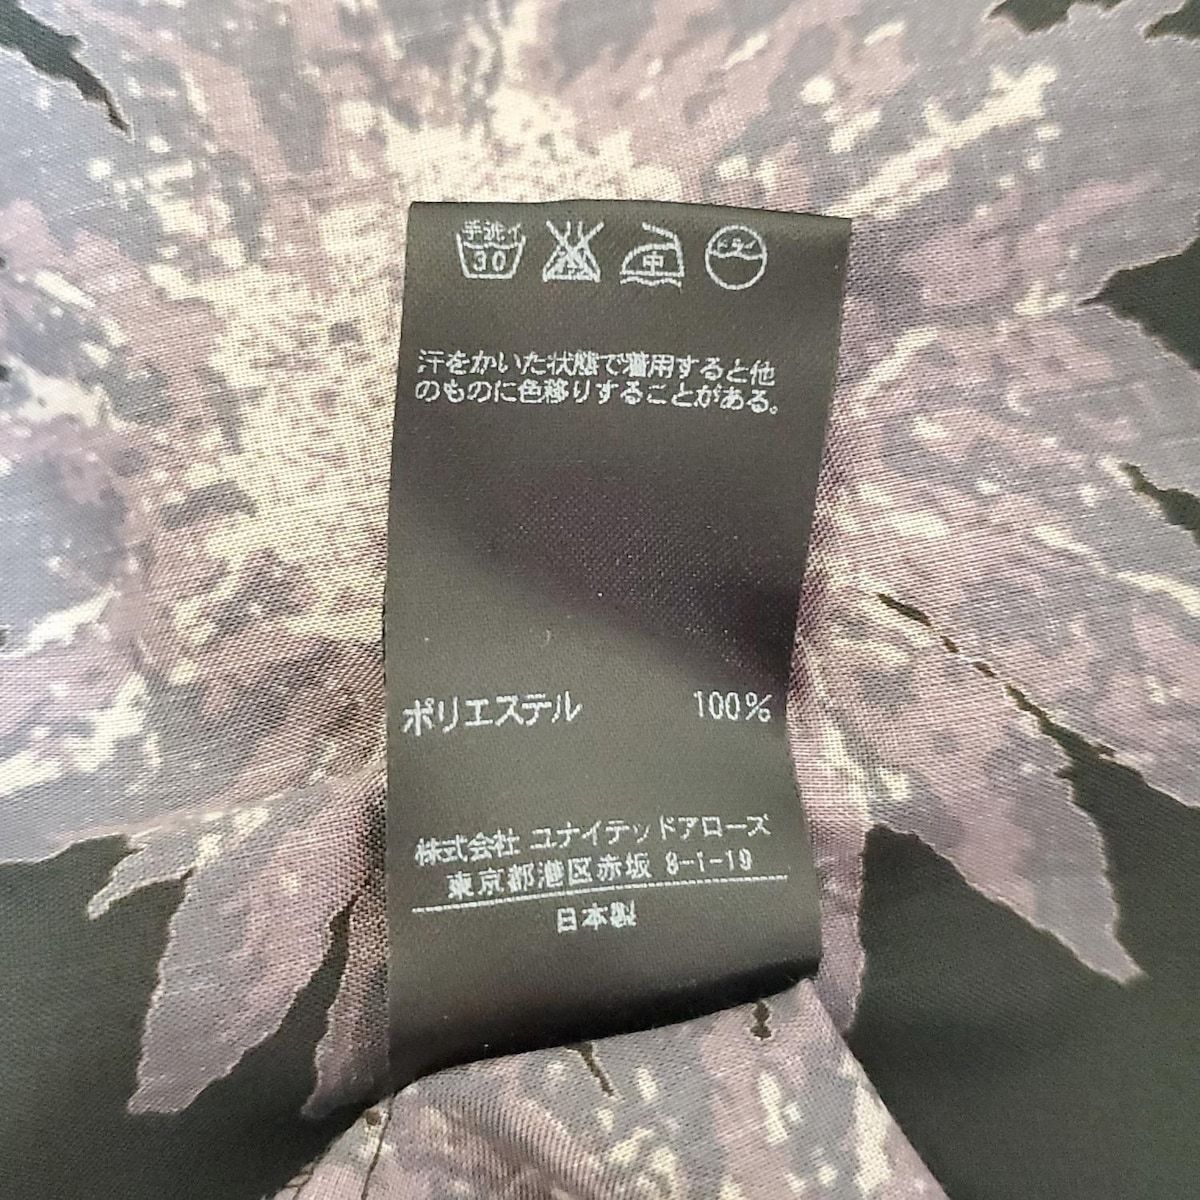 手洗イ
30
中
ドライ
汗をかいた状態で着用すると他
のものに色移りすることがある。
ポリエステル 100%
株式会社 ユナイテッドアローズ
東京都港区赤坂 8-1-19
日本製